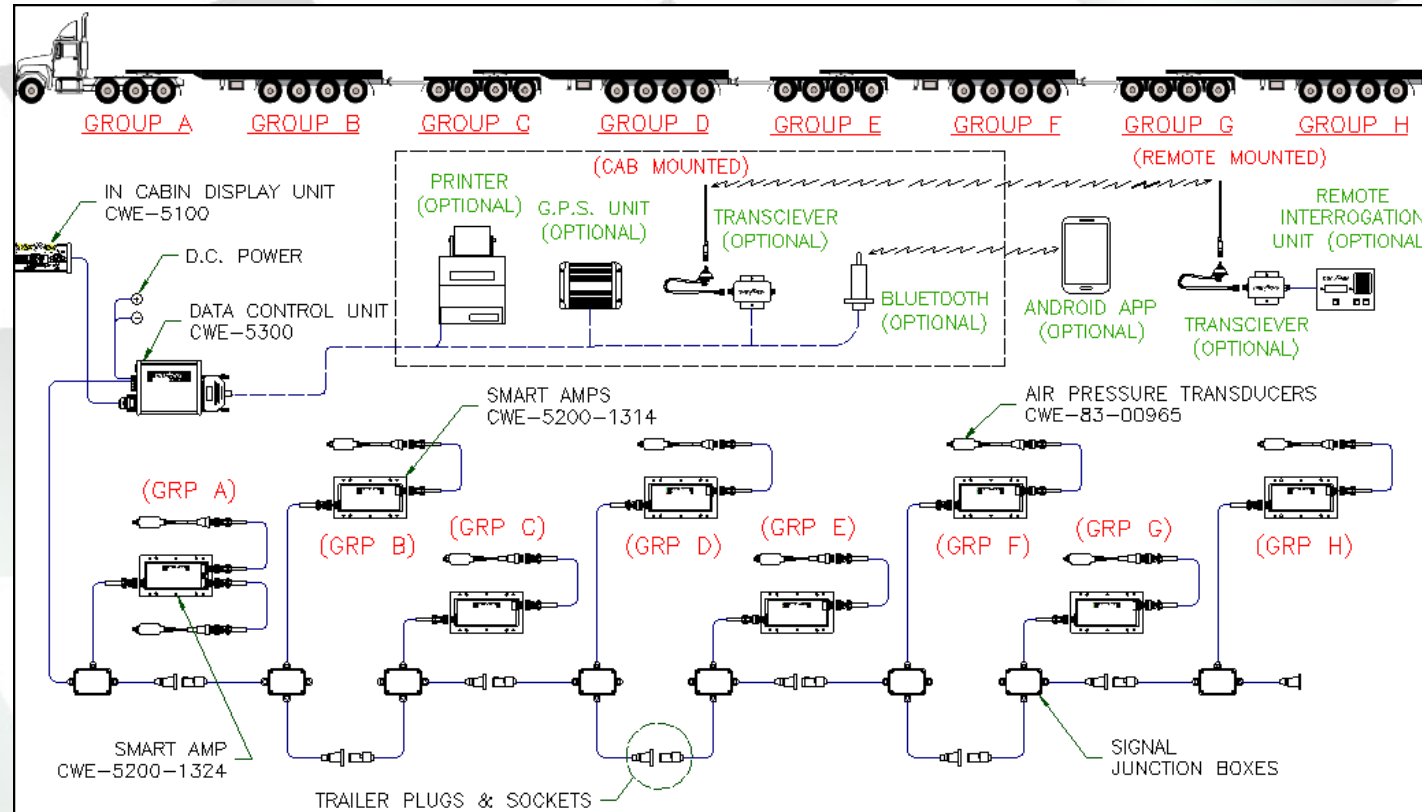 GROUP A
GROUP B
GROUP C
GROUP D
GROUP E
GROUP F
GROUP G
GROUP H
(CAB MOUNTED)
(REMOTE MOUNTED)
IN CABIN DISPLAY UNIT
CWE-5100
D.C. POWER
DATA CONTROL UNIT
CWE-5300
PRINTER
(OPTIONAL)
G.P.S. UNIT
(OPTIONAL)
TRANSCIEVER
(OPTIONAL)
BLUETOOTH
(OPTIONAL)
ANDROID APP
(OPTIONAL)
TRANSCIEVER
(OPTIONAL)
REMOTE
INTERROGATION
UNIT (OPTIONAL
SMART AMPS
CWE-5200-1314
AIR PRESSURE TRANSDUCERS
CWE-83-00965
(GRP A)
(GRP B)
(GRP C)
(GRP D)
(GRP E)
(GRP F)
(GRP G)
(GRP H)
SMART AMP
CWE-5200-1324
TRAILER PLUGS & SOCKETS
SIGNAL
JUNCTION BOXES